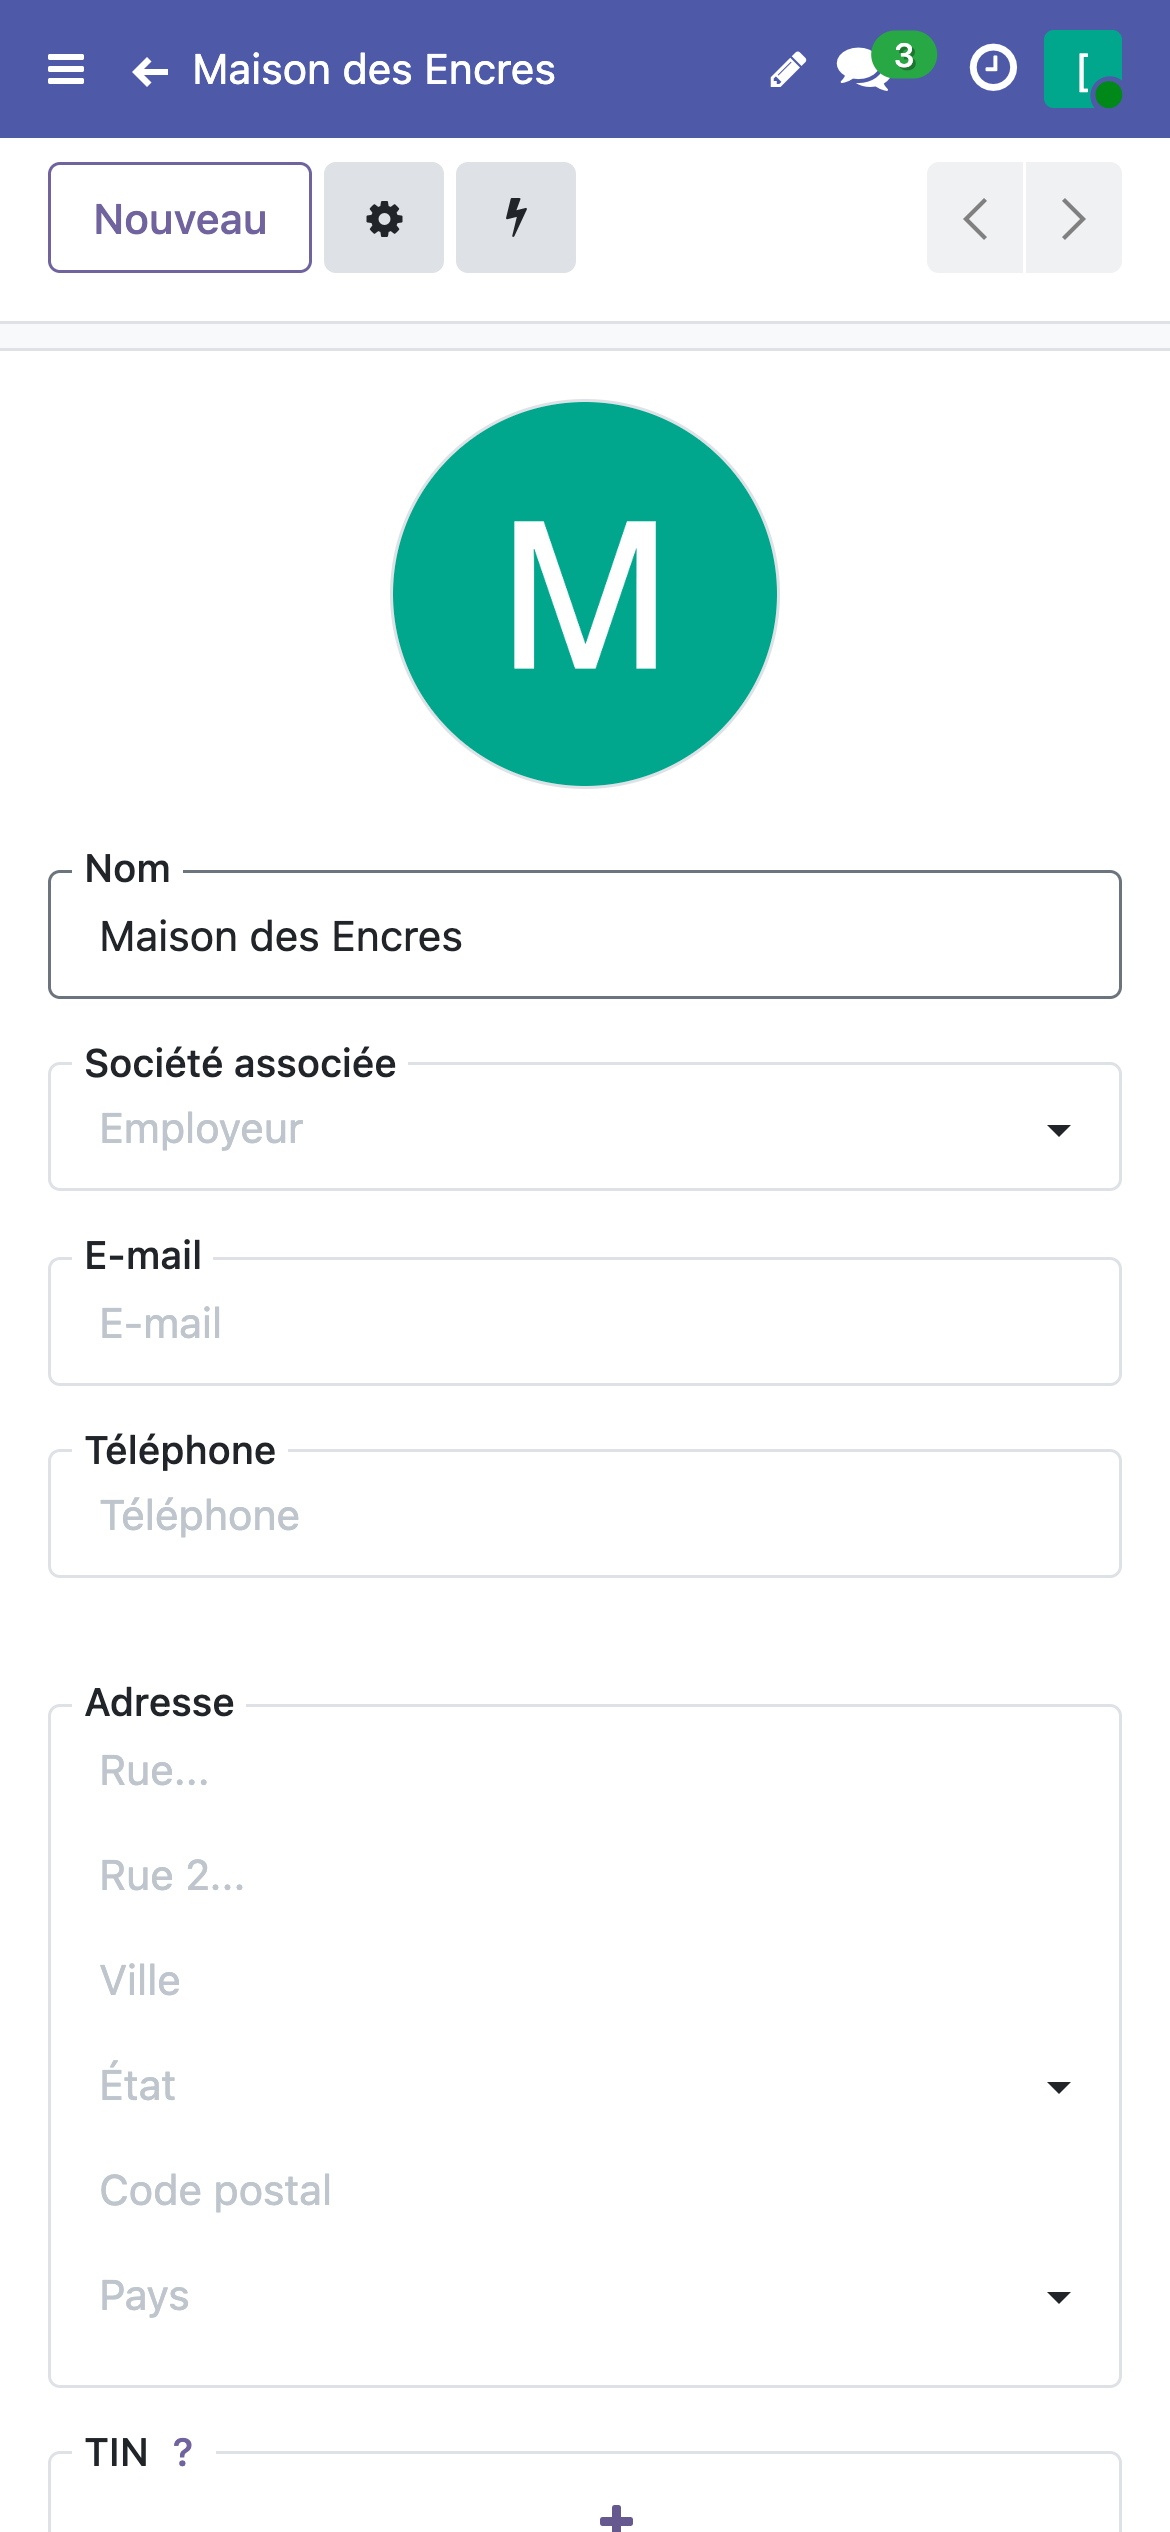 Maison des Encres
3
[
Nouveau
M
Nom
Maison des Encres
Société associée
Employeur
E-mail
E-mail
Téléphone
Téléphone
Adresse
Rue...
Rue 2...
Ville
État
Code postal
Pays
TIN ?